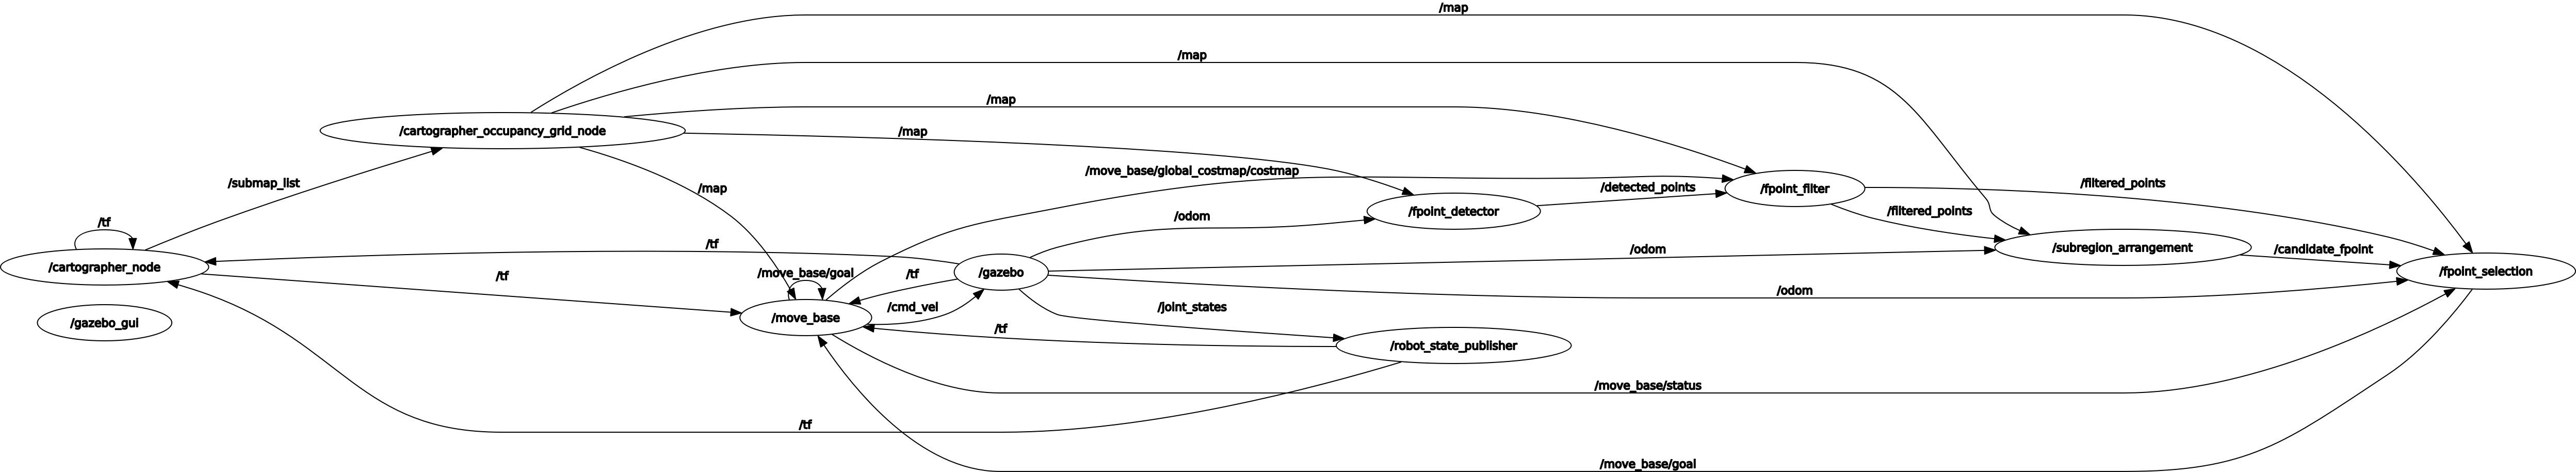 /map
/map
/map
/cartographer_occupancy_grid_node
/map
/move_base/global_costmap/costmap
/submap_list
/map
/detected_points
/fpoint_filter
/filtered_points
/fpoint_detector
/filtered_points
/odom
/tf
/tf
/odom
/subregion_arrangement
/candidate_fpoint
/cartographer_node
/tf
/move_base/goal
/tf
/gazebo
/odom
/fpoint_selection
/gazebo_gui
/move_base
/cmd_vel
/joint_states
/tf
/robot_state_publisher
/move_base/status
/tf
/move_base/goal